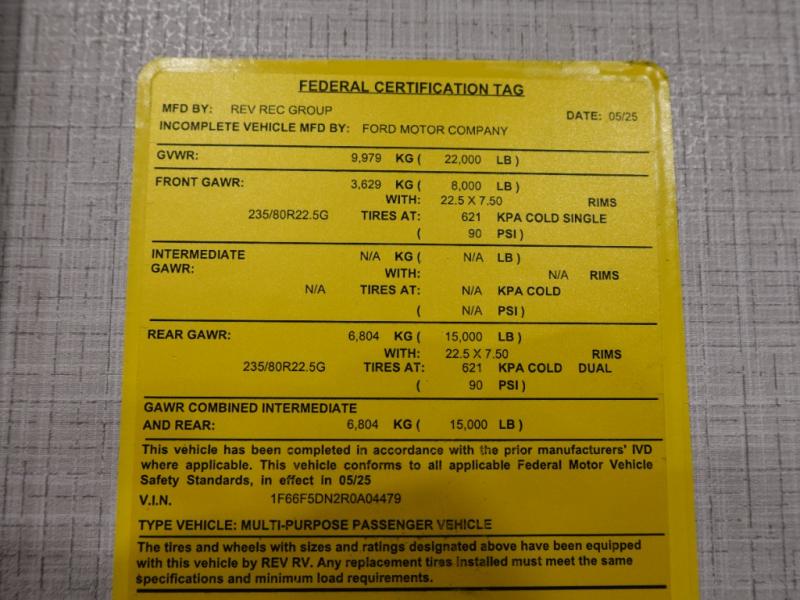 FEDERAL CERTIFICATION TAG
MFD BY: REV REC GROUP DATE: 05/25
INCOMPLETE VEHICLE MFD BY: FORD MOTOR COMPANY
GVWR: 9,979 KG ( 22,000 LB )
FRONT GAWR: 3,629 KG ( 8,000 LB )
WITH: 22.5 X 7.50 RIMS
235/80R22.5G TIRES AT: 621 KPA COLD SINGLE
( 90 PSI )
INTERMEDIATE N/A KG ( N/A LB )
GAWR: WITH: N/A RIMS
N/A TIRES AT: N/A KPA COLD
( N/A PSI )
REAR GAWR: 6,804 KG ( 15,000 LB )
WITH: 22.5 X 7.50 RIMS
235/80R22.5G TIRES AT: 621 KPA COLD DUAL
( 90 PSI )
GAWR COMBINED INTERMEDIATE
AND REAR: 6,804 KG ( 15,000 LB )
This vehicle has been completed in accordance with the prior manufacturers' IVD
where applicable. This vehicle conforms to all applicable Federal Motor Vehicle
Safety Standards, in effect in 05/25
V.I.N. 1F66F5DN2R0A04479
TYPE VEHICLE: MULTI-PURPOSE PASSENGER VEHICLE
The tires and wheels with sizes and ratings designated above have been equipped
with this vehicle by REV RV. Any replacement tires installed must meet the same
specifications and minimum load requirements.